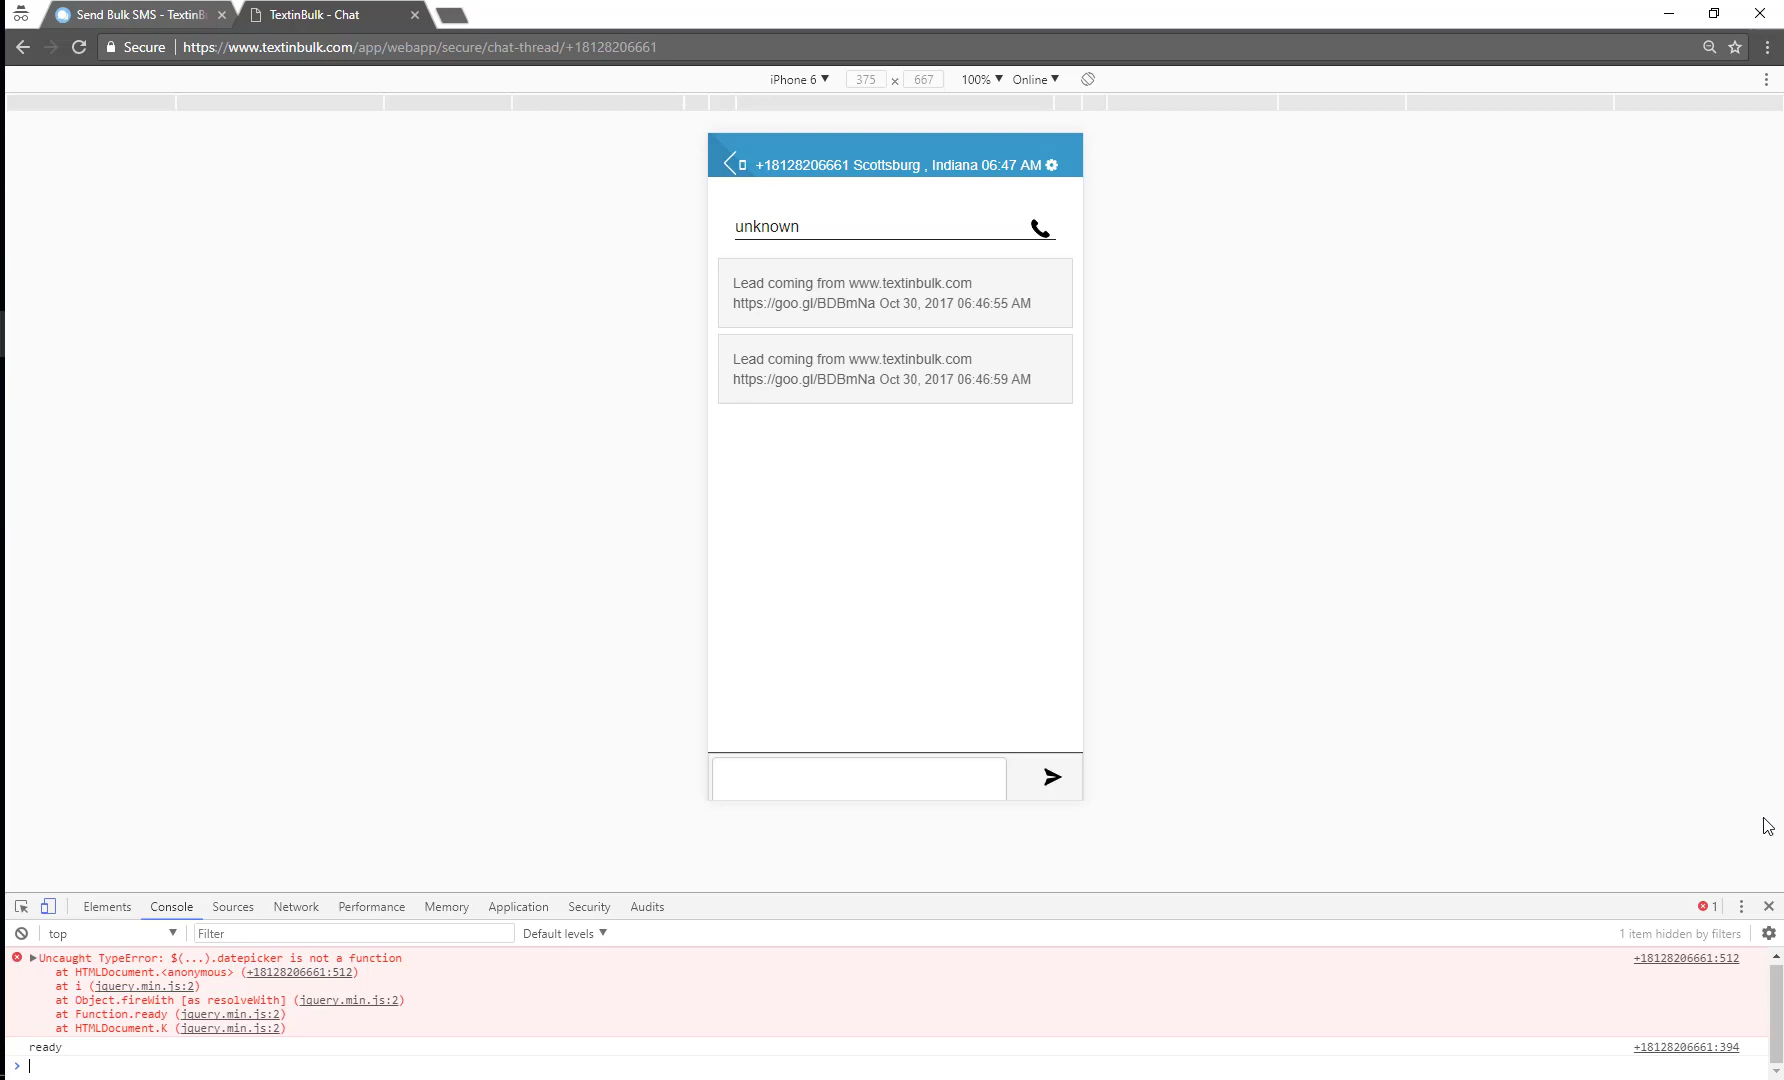 Send Bulk SMS - TextinB
TextinBulk - Chat
Secure
https://www.textinbulk.com/app/webapp/secure/chat-thread/+18128206661
iPhone 6 375 x 667 100% Online
+18128206661 Scottsburg , Indiana 06:47 AM
unknown
Lead coming from www.textinbulk.com
https://goo.gl/BDBmNa Oct 30, 2017 06:46:55 AM
Lead coming from www.textinbulk.com
https://goo.gl/BDBmNa Oct 30, 2017 06:46:59 AM
Elements Console Sources Network Performance Memory Application Security Audits 1
top Filter Default levels 1 item hidden by filters
Uncaught TypeError: $(...).datepicker is not a function +18128206661:512
at HTMLDocument.<anonymous> (+18128206661:512)
at i (jquery.min.js:2)
at Object.fireWith [as resolveWith] (jquery.min.js:2)
at Function.ready (jquery.min.js:2)
at HTMLDocument.K (jquery.min.js:2)
ready +18128206661:394